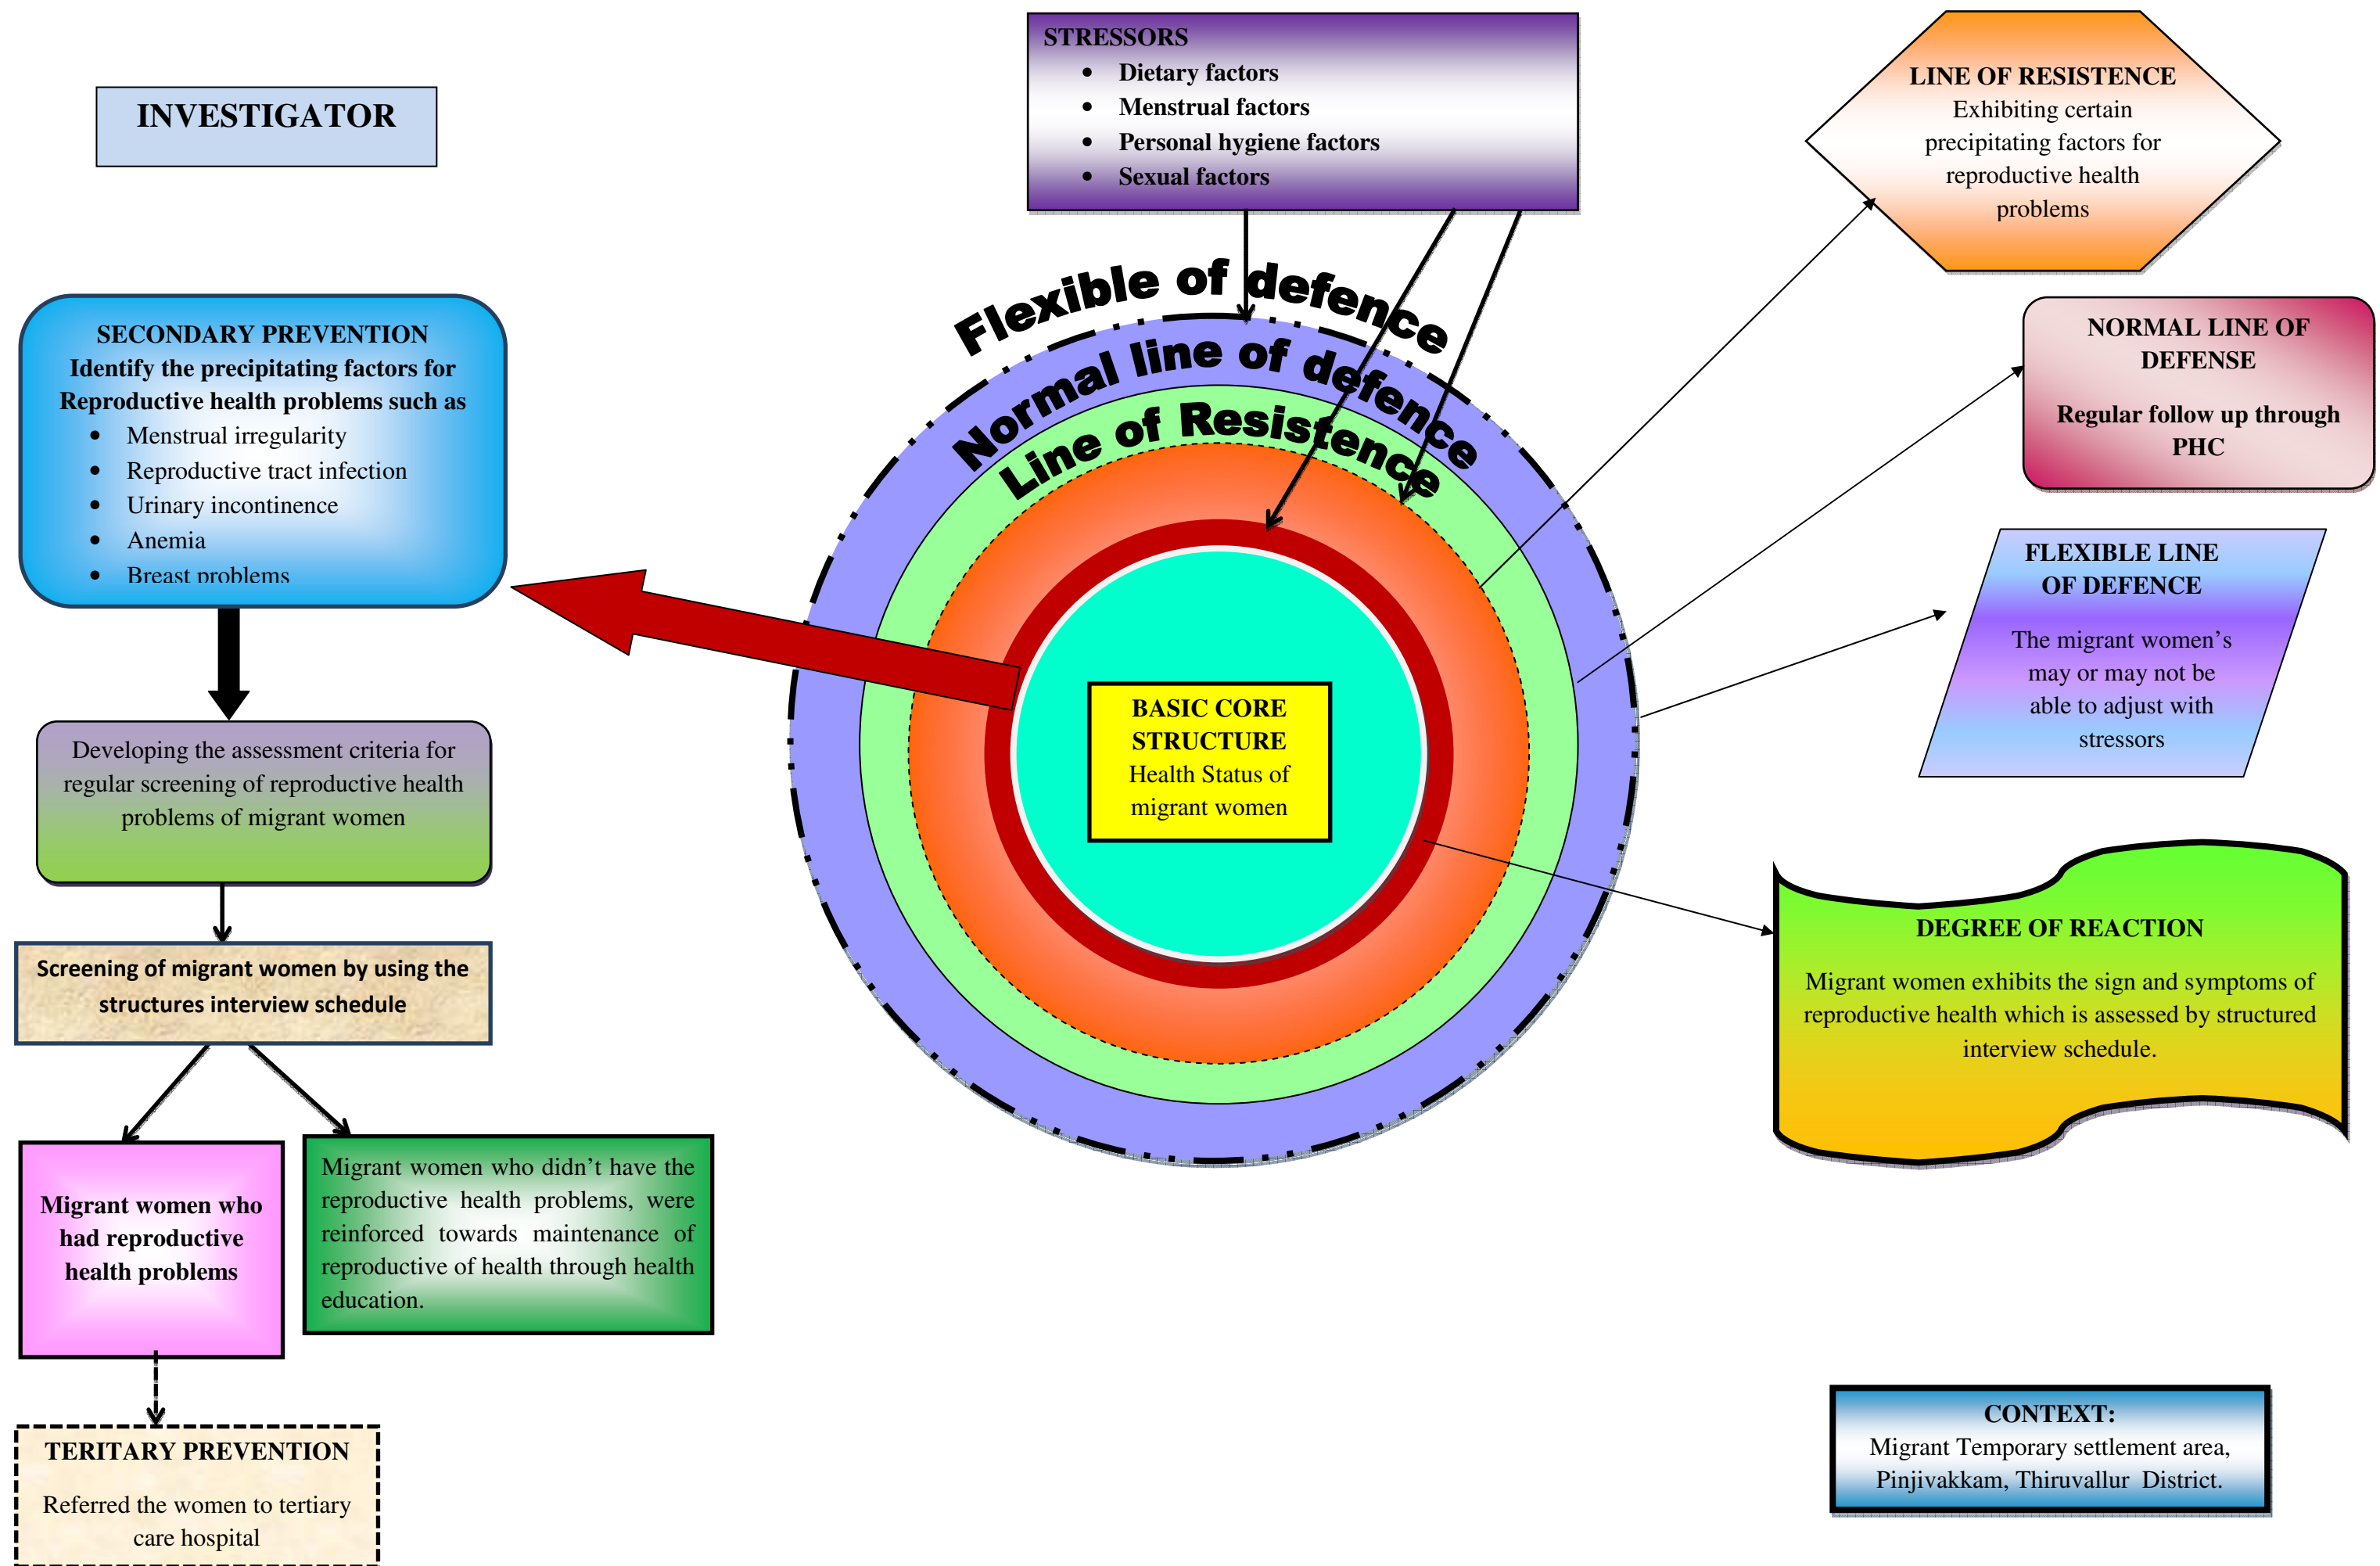 INVESTIGATOR
STRESSORS
• Dietary factors
• Menstrual factors
• Personal hygiene factors
• Sexual factors
LINE OF RESISTENCE
Exhibiting certain
precipitating factors for
reproductive health
problems
NORMAL LINE OF
DEFENSE
Regular follow up through
PHC
FLEXIBLE LINE
OF DEFENCE
The migrant women's
may or may not be
able to adjust with
stressors
DEGREE OF REACTION
Migrant women exhibits the sign and symptoms of
reproductive health which is assessed by structured
interview schedule.
Flexible of defence
Normal line of defence
Line of Resistence
BASIC CORE
STRUCTURE
Health Status of
migrant women
SECONDARY PREVENTION
Identify the precipitating factors for
Reproductive health problems such as
• Menstrual irregularity
• Reproductive tract infection
• Urinary incontinence
• Anemia
• Breast problems
Developing the assessment criteria for
regular screening of reproductive health
problems of migrant women
Screening of migrant women by using the
structures interview schedule
Migrant women who
had reproductive
health problems
Migrant women who didn't have the
reproductive health problems, were
reinforced towards maintenance of
reproductive of health through health
education.
TERITARY PREVENTION
Referred the women to tertiary
care hospital
CONTEXT:
Migrant Temporary settlement area,
Pinjivakkam, Thiruvallur District.